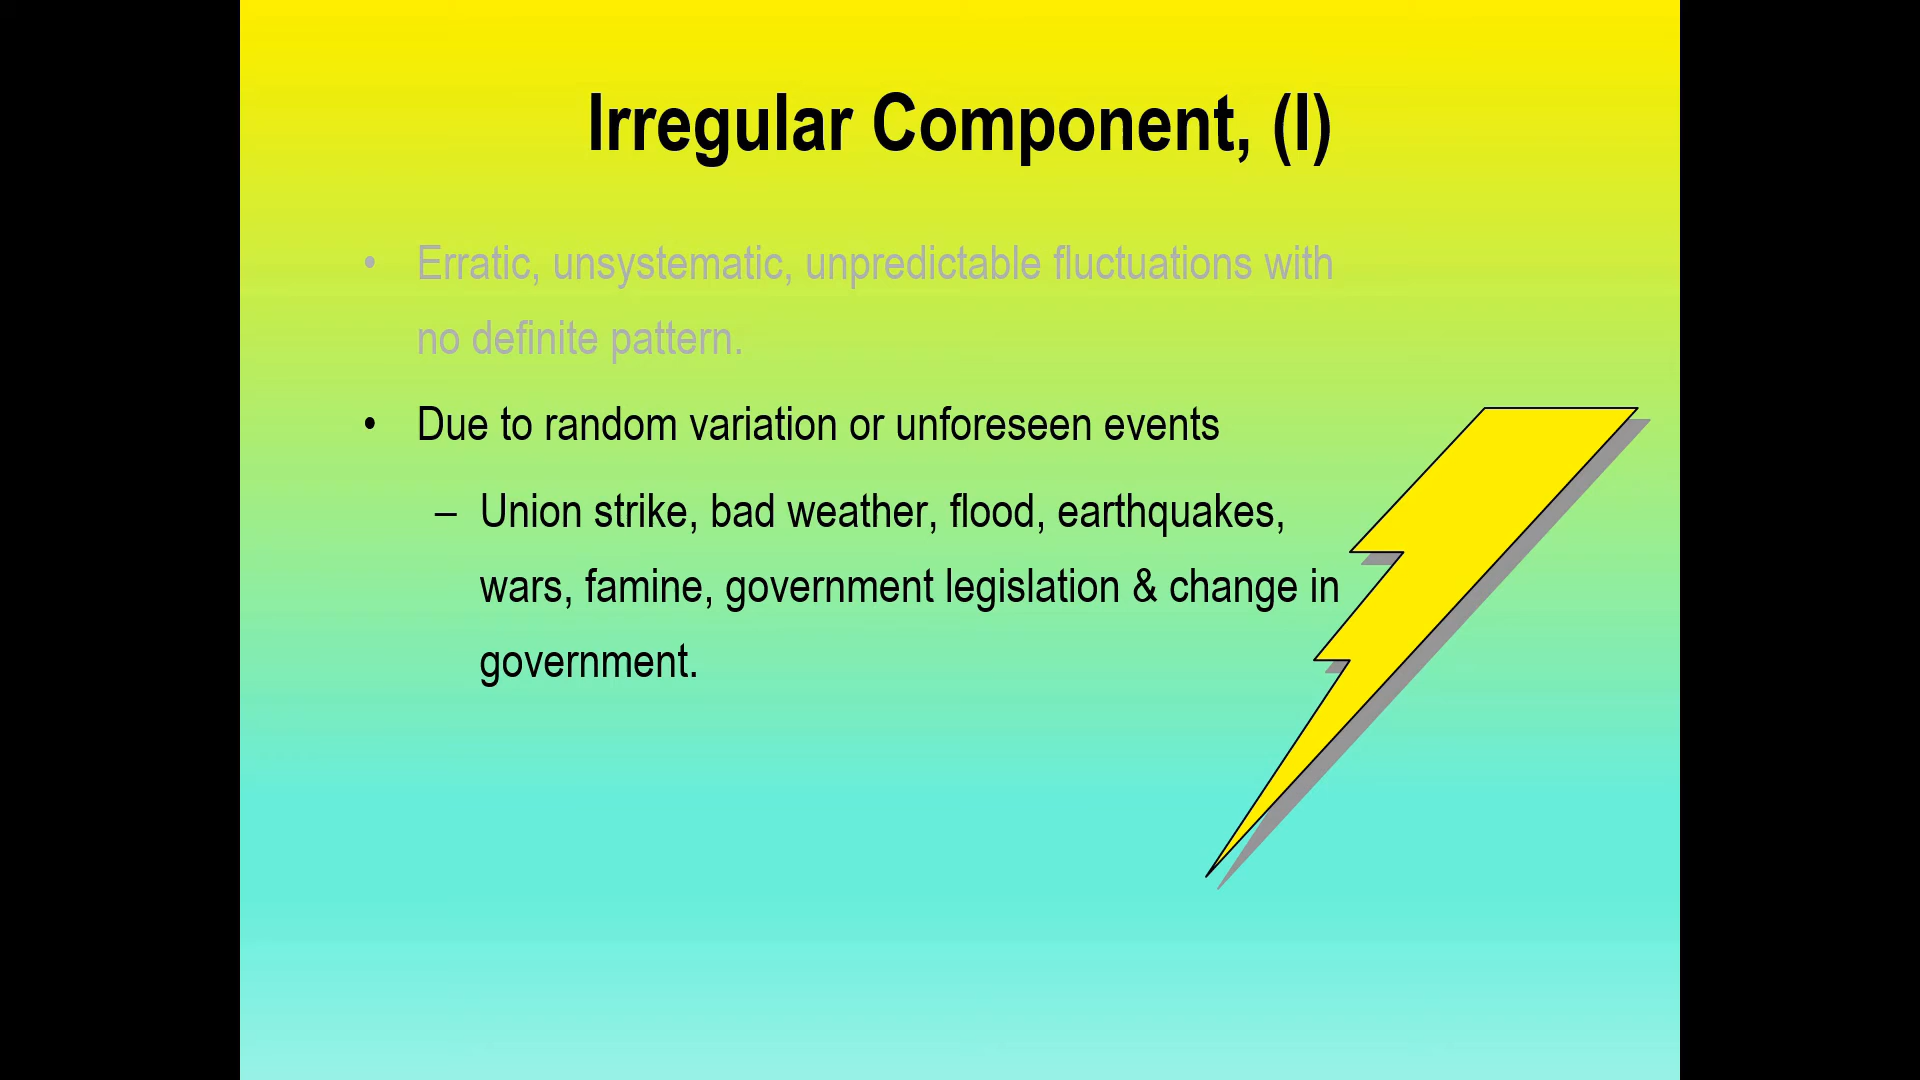 Irregular Component, (I)
• Erratic, unsystematic, unpredictable fluctuations with
no definite pattern.
• Due to random variation or unforeseen events
– Union strike, bad weather, flood, earthquakes,
wars, famine, government legislation & change in
government.